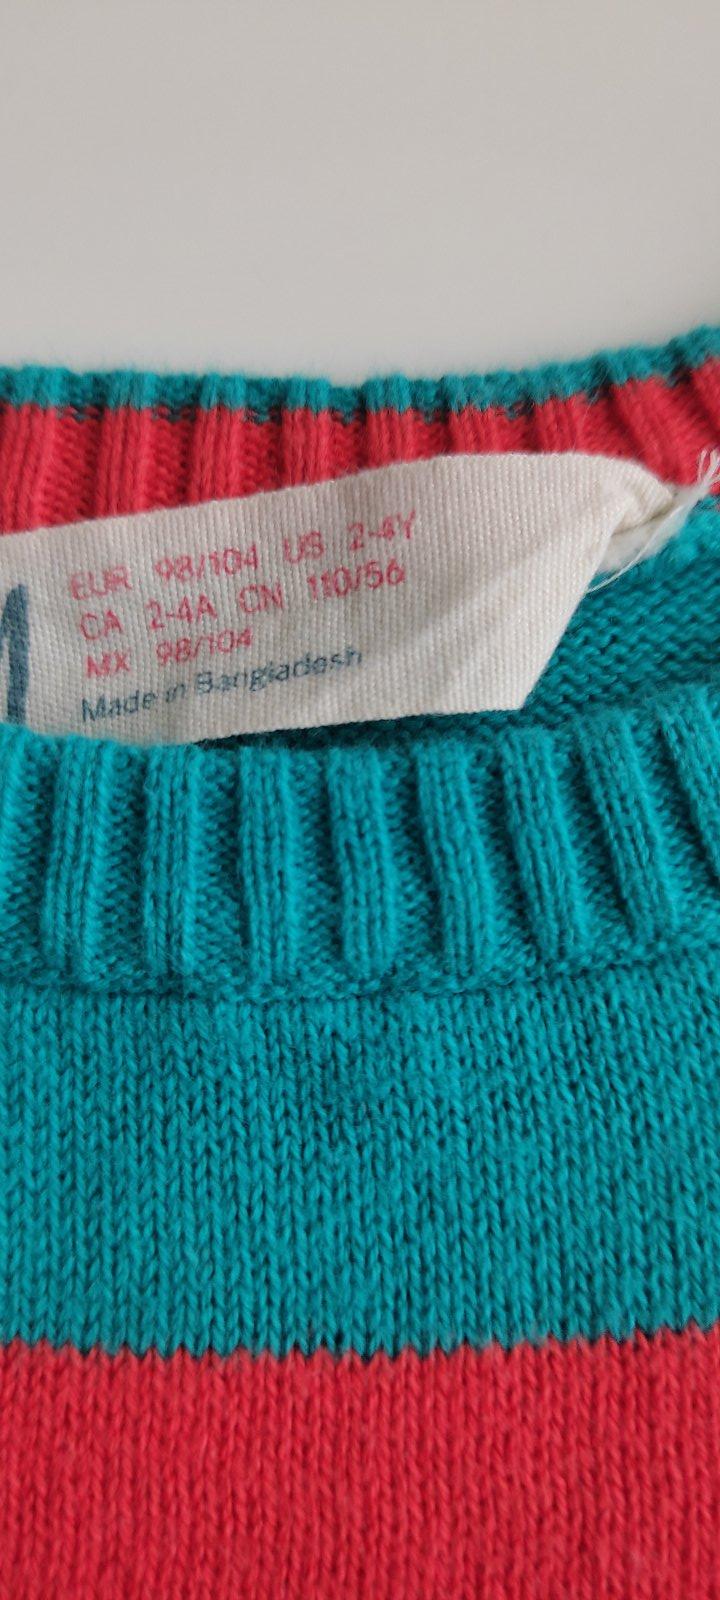 EUR 98/104 US 2-4Y
CA 2-4A CN 110/56
MX 98/104
Made in Bangladesh